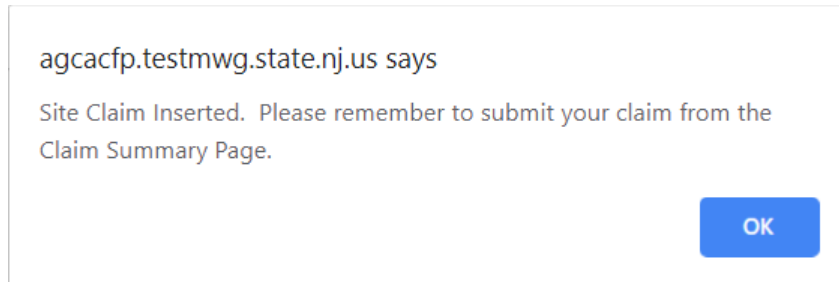 agcacfp.testmwg.state.nj.us says
Site Claim Inserted.  Please remember to submit your claim from the
Claim Summary Page.
OK